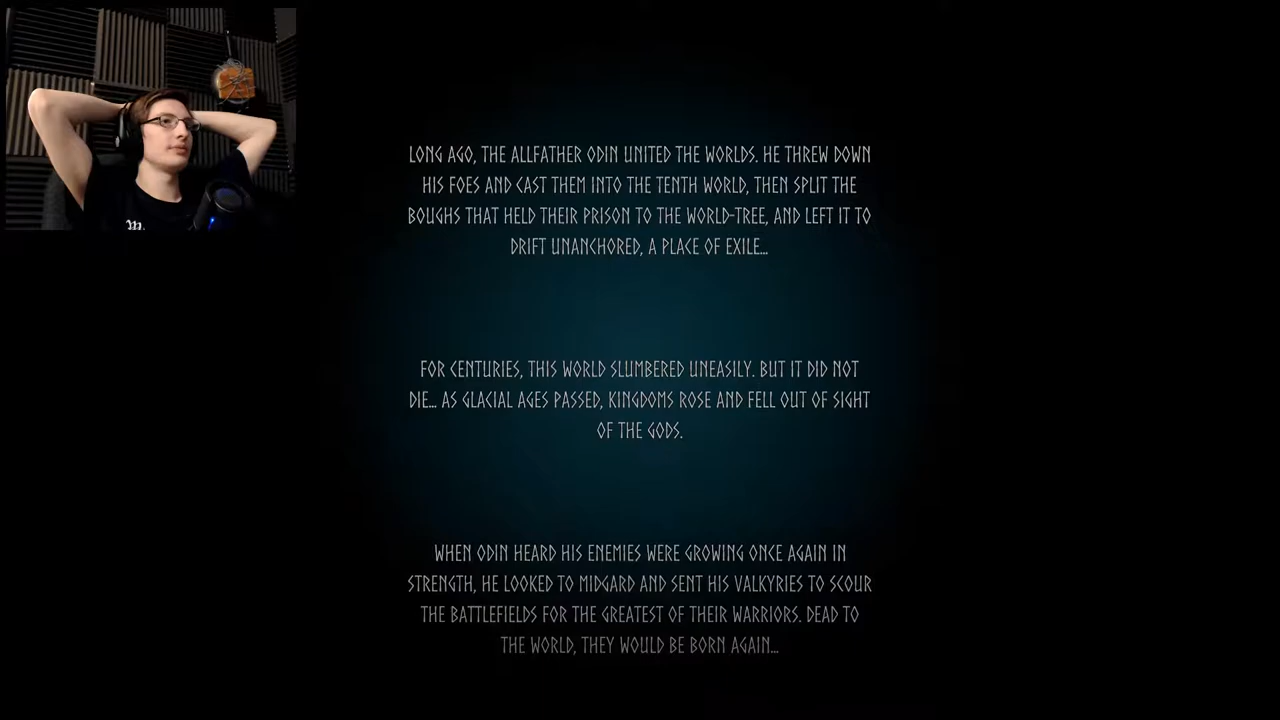 LONG AGO, THE ALLFATHER ODIN UNITED THE WORLDS. HE THREW DOWN
HIS FOES AND CAST THEM INTO THE TENTH WORLD, THEN SPLIT THE
BOUGHS THAT HELD THEIR PRISON TO THE WORLD-TREE, AND LEFT IT TO
DRIFT UNANCHORED, A PLACE OF EXILE...
FOR CENTURIES, THIS WORLD SLUMBERED UNEASILY. BUT IT DID NOT
DIE... AS GLACIAL AGES PASSED, KINGDOMS ROSE AND FELL OUT OF SIGHT
OF THE GODS.
WHEN ODIN HEARD HIS ENEMIES WERE GROWING ONCE AGAIN IN
STRENGTH, HE LOOKED TO MIDGARD AND SENT HIS VALKYRIES TO SCOUR
THE BATTLEFIELDS FOR THE GREATEST OF THEIR WARRIORS. DEAD TO
THE WORLD, THEY WOULD BE BORN AGAIN...